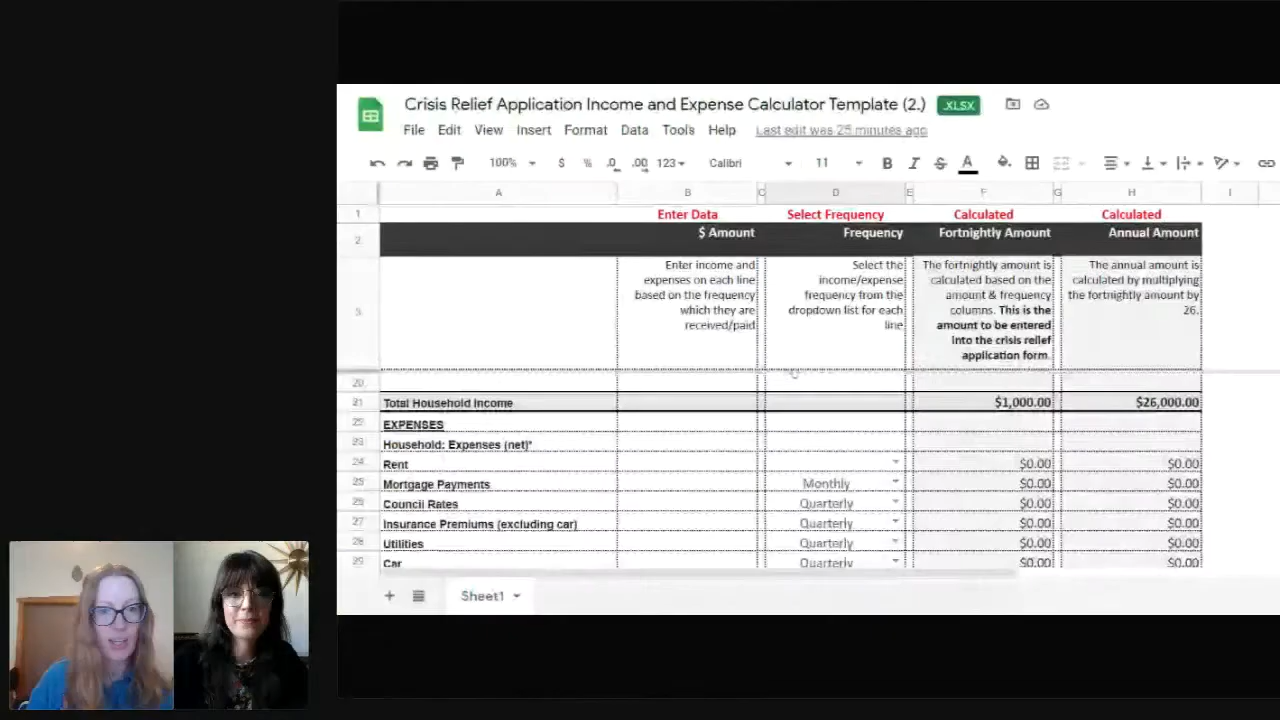 Crisis Relief Application Income and Expense Calculator Template (2.) .XLSX
File Edit View Insert Format Data Tools Help Last edit was 25 minutes ago
100% $ % .0 .00 123 Calibri 11 B I S A
A B C D E F G H I
1 Enter Data Select Frequency Calculated Calculated
2 $ Amount Frequency Fortnightly Amount Annual Amount
3
Enter income and
expenses on each line
based on the frequency
which they are
received/paid
Select the
income/expense
frequency from the
dropdown list for each
line
The fortnightly amount is
calculated based on the
amount & frequency
columns. This is the
amount to be entered
into the crisis relief
application form.
The annual amount is
calculated by multiplying
the fortnightly amount by
26.
20
21 Total Household Income $1,000.00 $26,000.00
22 EXPENSES
23 Household: Expenses (net)*
24 Rent $0.00 $0.00
25 Mortgage Payments Monthly $0.00 $0.00
26 Council Rates Quarterly $0.00 $0.00
27 Insurance Premiums (excluding car) Quarterly $0.00 $0.00
28 Utilities Quarterly $0.00 $0.00
29 Car Quarterly $0.00 $0.00
Sheet1